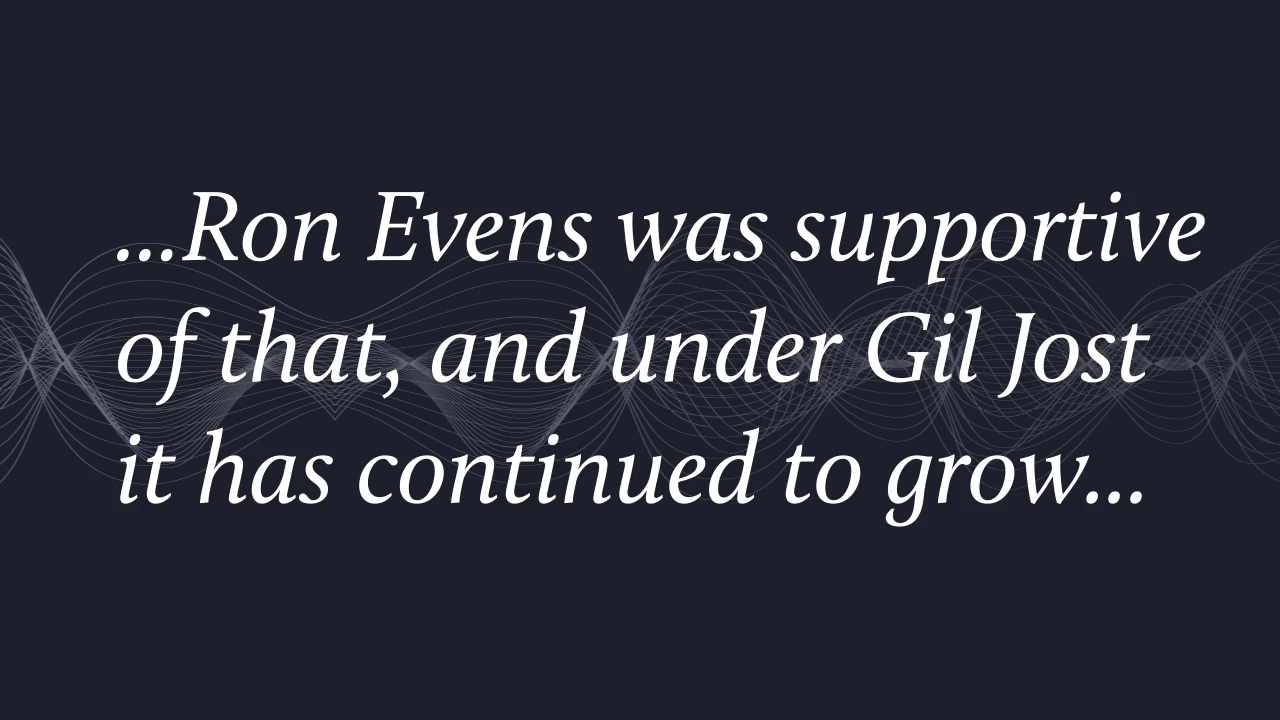 ...Ron Evens was supportive
of that, and under Gil Jost
it has continued to grow...